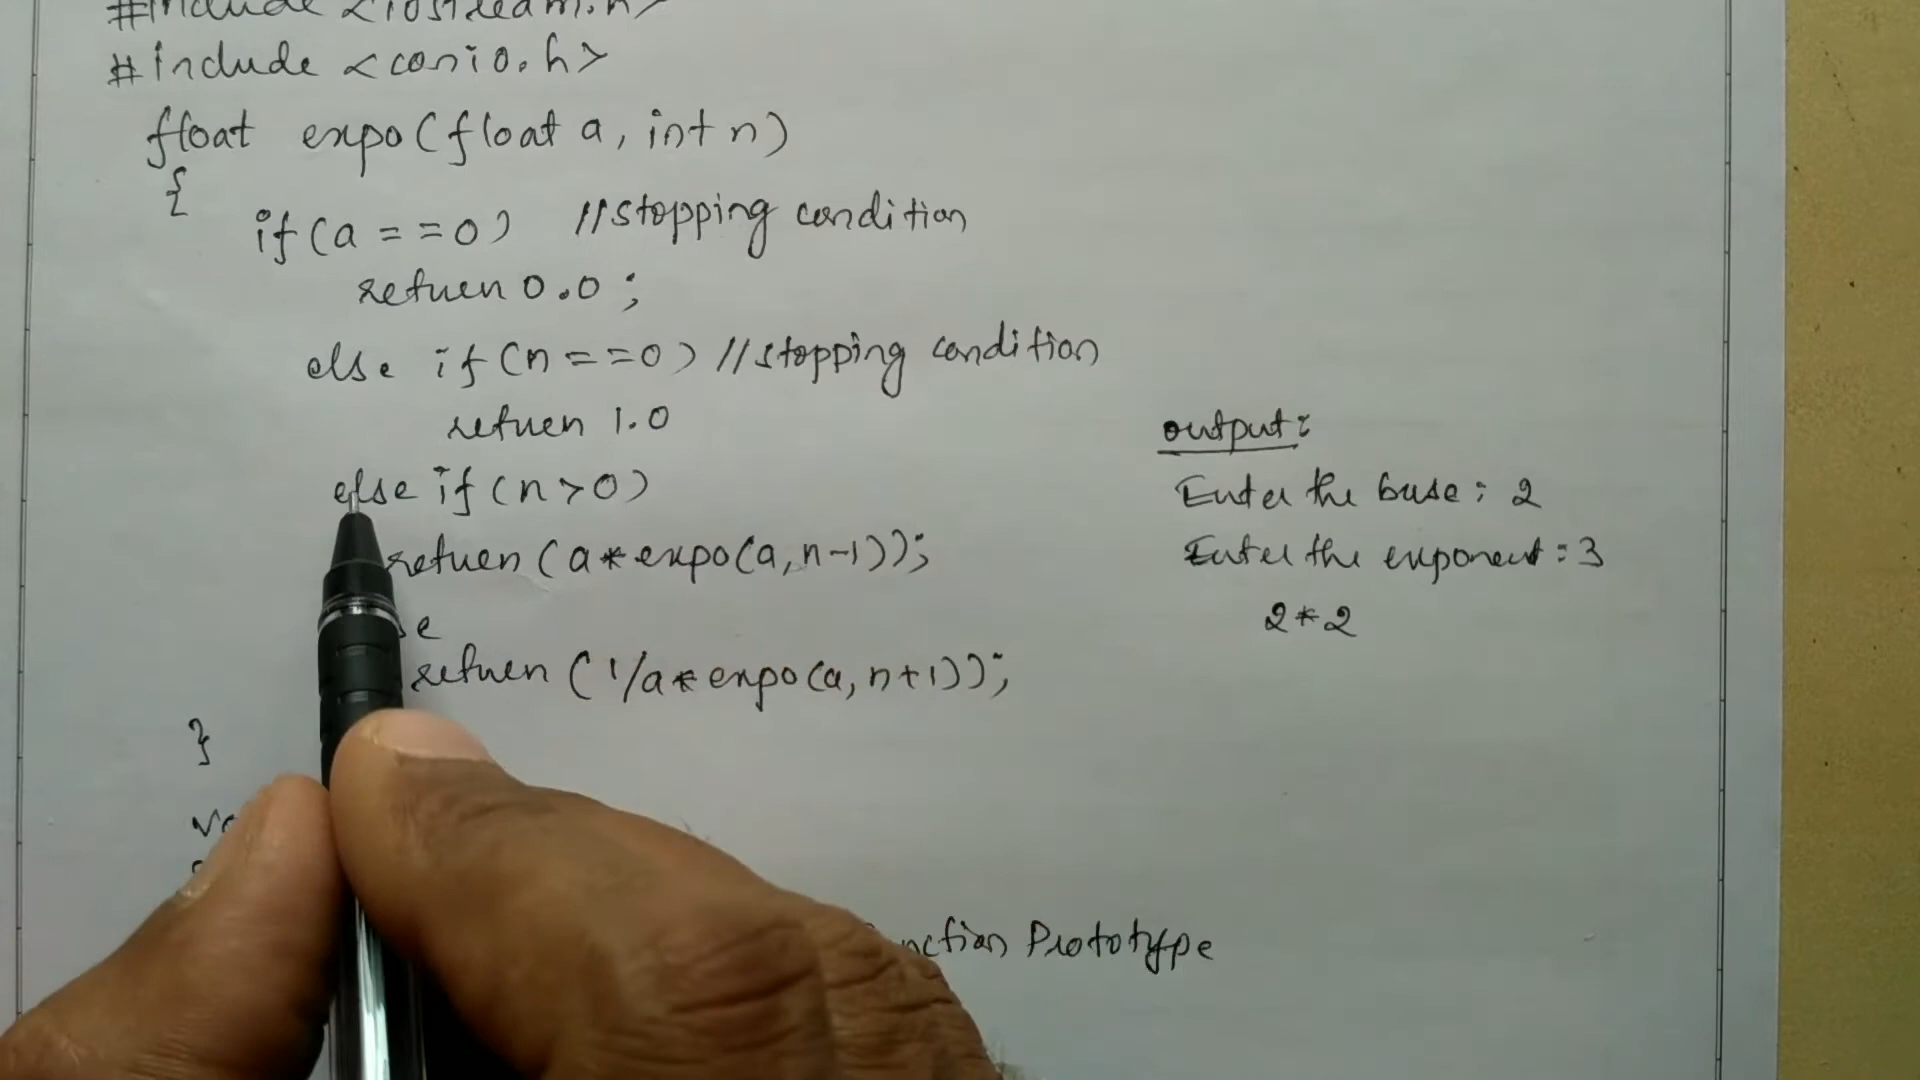 #include <iostream.h>
#include <conio.h>
float expo(float a, int n)
{
if(a==0) //stopping condition
return 0.0;
else if(n==0) //stopping condition
return 1.0
else if(n>0)
return (a*expo(a,n-1));
return (1/a*expo(a,n+1));
}
Prototype
output:
Enter the base: 2
Enter the exponent: 3
2*2